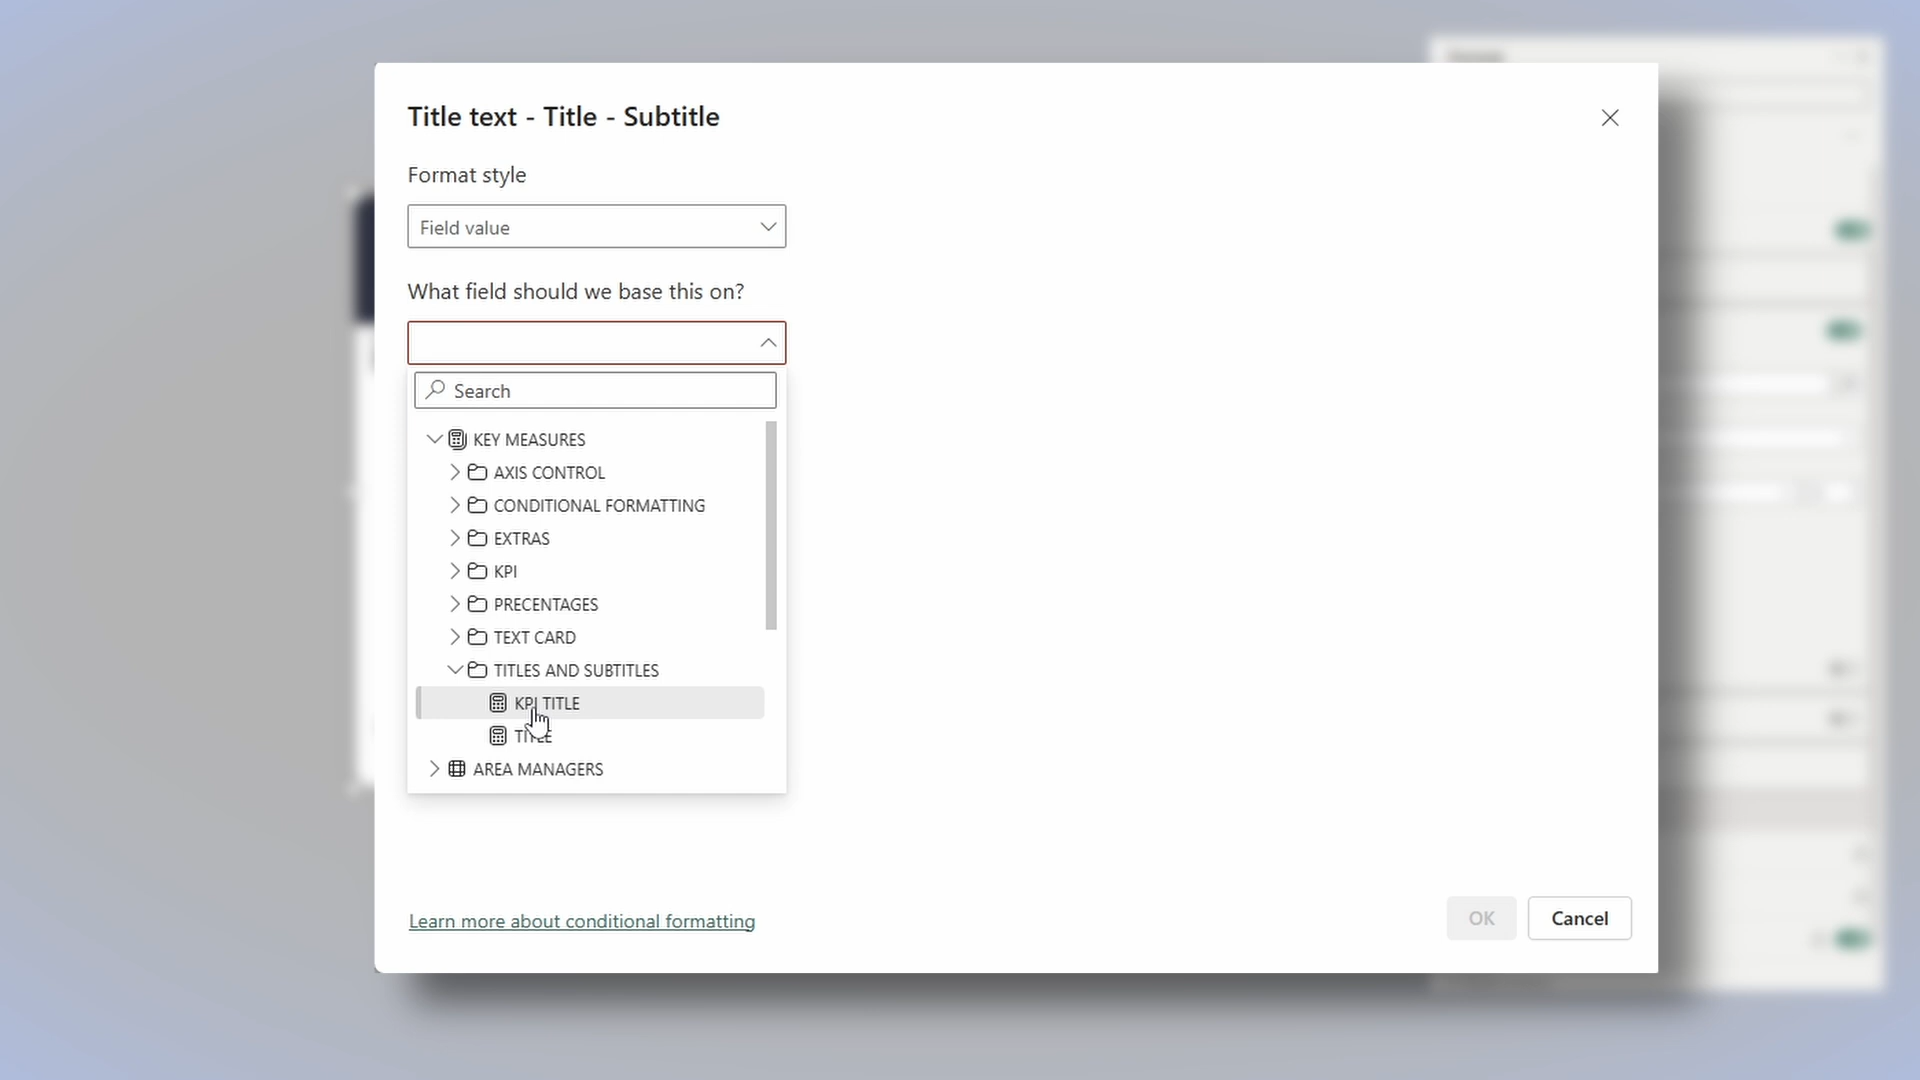 Title text - Title - Subtitle
Format style
Field value
What field should we base this on?
Search
KEY MEASURES
AXIS CONTROL
CONDITIONAL FORMATTING
EXTRAS
KPI
PRECENTAGES
TEXT CARD
TITLES AND SUBTITLES
KPI TITLE
TITLE
AREA MANAGERS
Learn more about conditional formatting
OK
Cancel